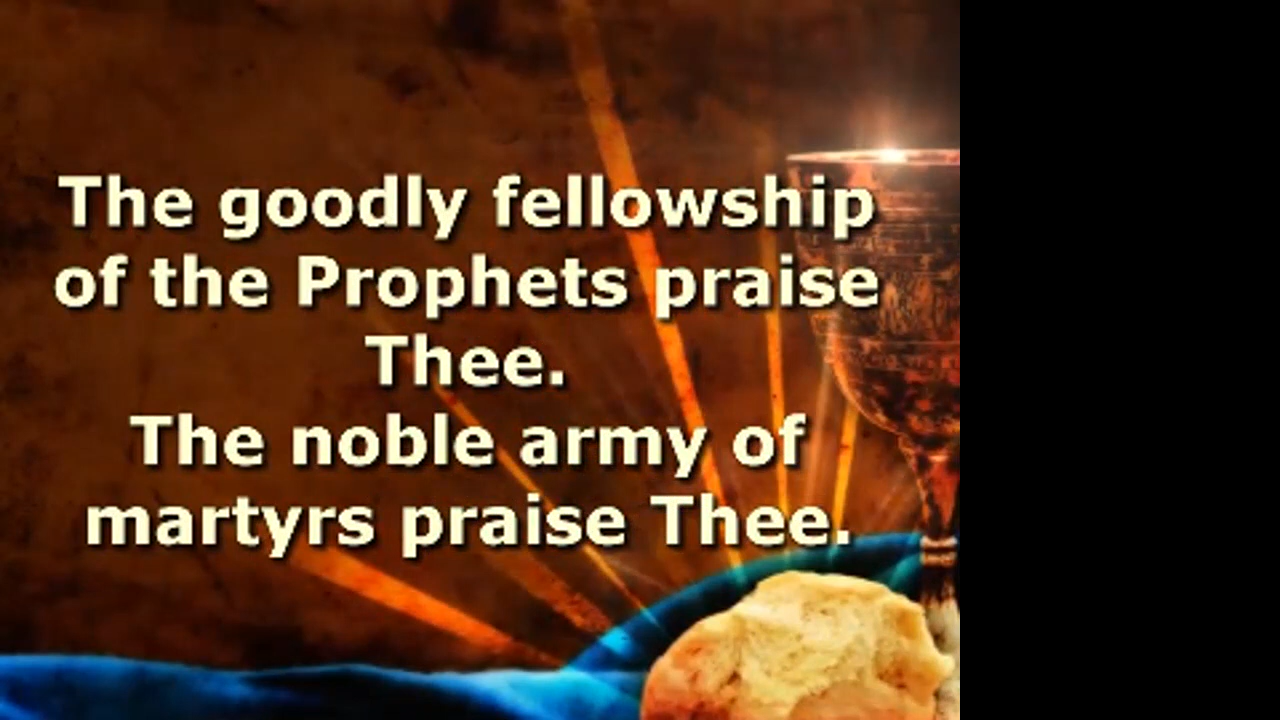 The goodly fellowship
of the Prophets praise
Thee.
The noble army of
martyrs praise Thee.